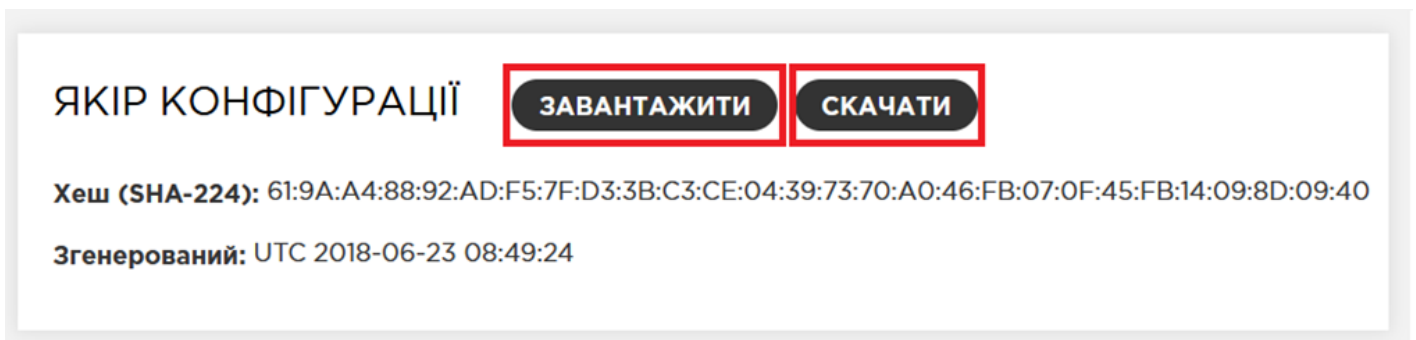 ЯКІР КОНФІГУРАЦІЇ ЗАВАНТАЖИТИ СКАЧАТИ
Хеш (SHA-224): 61:9A:A4:88:92:AD:F5:7F:D3:3B:C3:CE:04:39:73:70:A0:46:FB:07:0F:45:FB:14:09:8D:09:40
Згенерований: UTC 2018-06-23 08:49:24